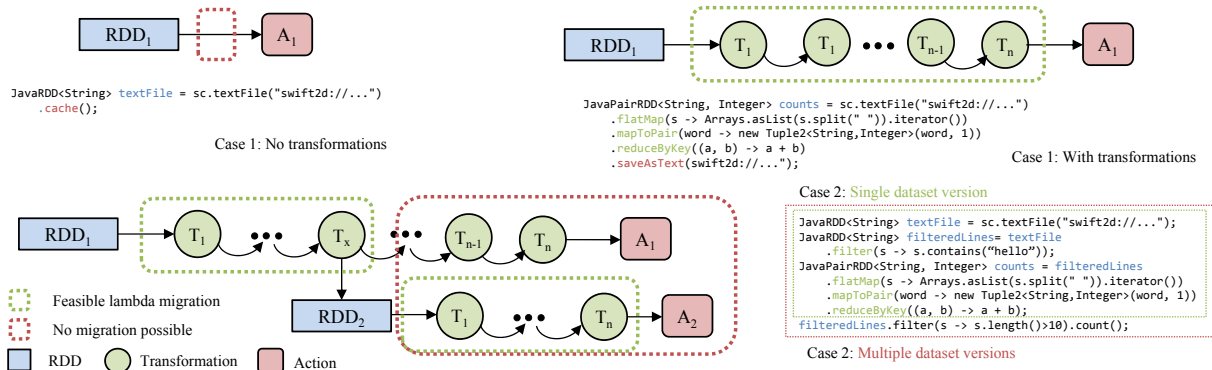 RDD1
A1
JavaRDD<String> textFile = sc.textFile("swift2d://...")
.cache();
Case 1: No transformations
RDD1
T1
T1
•••
Tn-1
Tn
A1
JavaPairRDD<String, Integer> counts = sc.textFile("swift2d://...")
.flatMap(s -> Arrays.asList(s.split(" ")).iterator())
.mapToPair(word -> new Tuple2<String,Integer>(word, 1))
.reduceByKey((a, b) -> a + b)
.saveAsText(swift2d://...");
Case 1: With transformations
RDD1
T1
•••
Tx
•••
Tn-1
Tn
A1
RDD2
T1
•••
Tn
A2
Feasible lambda migration
No migration possible
RDD
Transformation
Action
Case 2: Single dataset version
JavaRDD<String> textFile = sc.textFile("swift2d://...");
JavaRDD<String> filteredLines= textFile
.filter(s -> s.contains(“hello”));
JavaPairRDD<String, Integer> counts = filteredLines
.flatMap(s -> Arrays.asList(s.split(" ")).iterator())
.mapToPair(word -> new Tuple2<String,Integer>(word, 1))
.reduceByKey((a, b) -> a + b);
filteredLines.filter(s -> s.length()>10).count();
Case 2: Multiple dataset versions